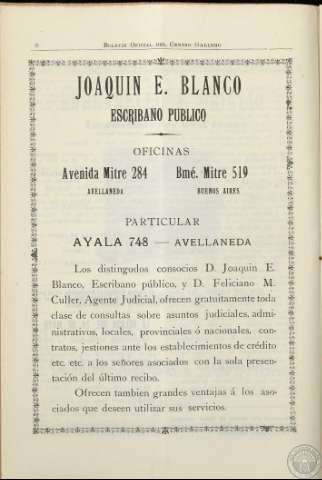 8 BOLETIN OFICIAL DEL CENTRO GALLEGO
JOAQUIN E. BLANCO
ESCRIBANO PUBLICO
OFICINAS
Avenida Mitre 284 Bmé. Mitre 519
AVELLANEDA BUENOS AIRES
PARTICULAR
AYALA 748 — AVELLANEDA
Los distingudos consocios D. Joaquin E.
Blanco, Escribano público, y D. Feliciano M.
Culler, Agente Judicial, ofrecen gratuitamente toda
clase de consultas sobre asuntos judiciales, admi-
nistrativos, locales, provinciales ó nacionales, con-
tratos, jestiones ante los establecimientos de crédito
etc. etc. a los señores asociados con la sola presen-
tación del último recibo.
Ofrecen tambien grandes ventajas á los aso-
ciados que deseen utilizar sus servicios.